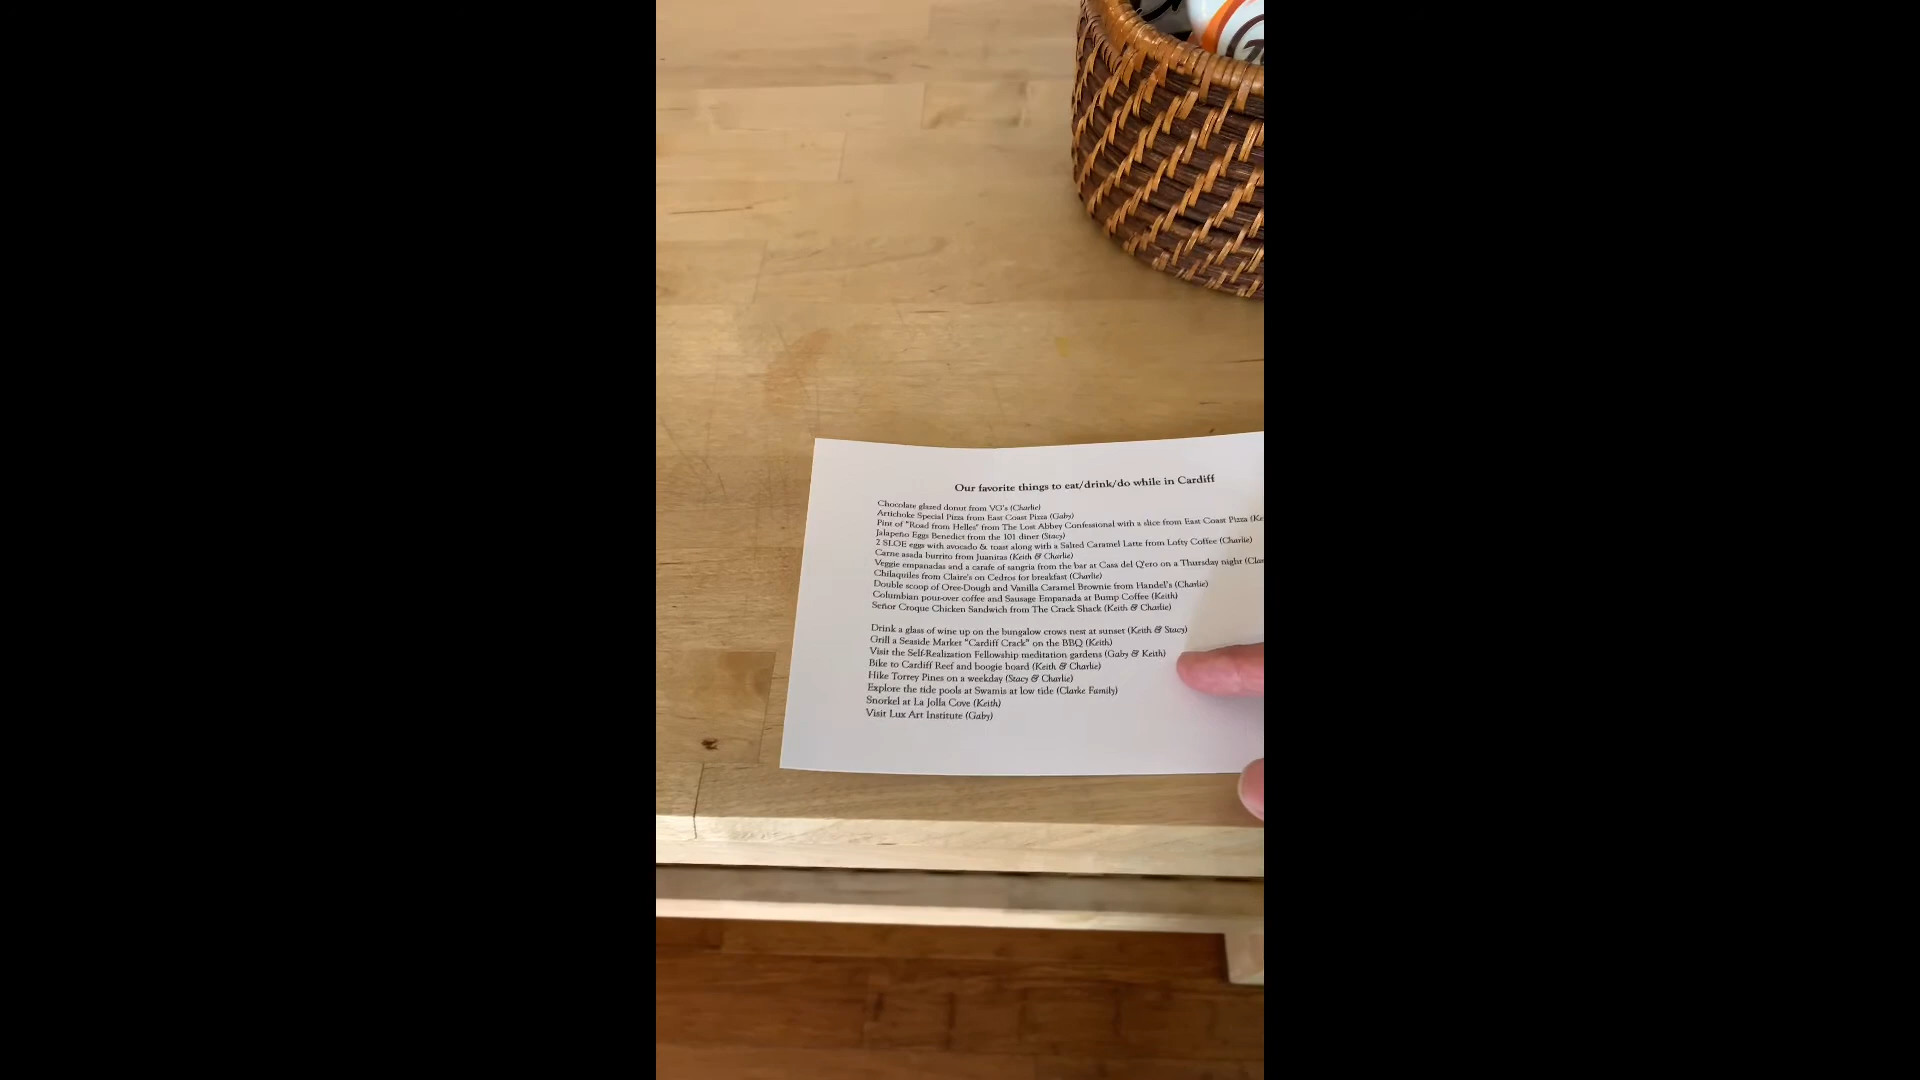 Our favorite things to eat/drink/do while in Cardiff
Chocolate glazed donut from VG's (Charlie)
Artichoke Special Pizza from East Coast Pizza (Gaby)
Pint of "Road from Helles" from The Lost Abbey Confessional with a slice from East Coast Pizza (Ke
Jalapeño Eggs Benedict from the 101 diner (Stacy)
2 SLOE eggs with avocado & toast along with a Salted Caramel Latte from Lofty Coffee (Charlie)
Carne asada burrito from Juanitas (Keith & Charlie)
Veggie empanadas and a carafe of sangria from the bar at Casa del Q'ero on a Thursday night (Clar
Chilaquiles from Claire's on Cedros for breakfast (Charlie)
Double scoop of Oreo-Dough and Vanilla Caramel Brownie from Handel's (Charlie)
Columbian pour-over coffee and Sausage Empanada at Bump Coffee (Keith)
Señor Croque Chicken Sandwich from The Crack Shack (Keith & Charlie)
Drink a glass of wine up on the bungalow crows nest at sunset (Keith & Stacy)
Grill a Seaside Market "Cardiff Crack" on the BBQ (Keith)
Visit the Self-Realization Fellowship meditation gardens (Gaby & Keith)
Bike to Cardiff Reef and boogie board (Keith & Charlie)
Hike Torrey Pines on a weekday (Stacy & Charlie)
Explore the tide pools at Swamis at low tide (Clarke Family)
Snorkel at La Jolla Cove (Keith)
Visit Lux Art Institute (Gaby)